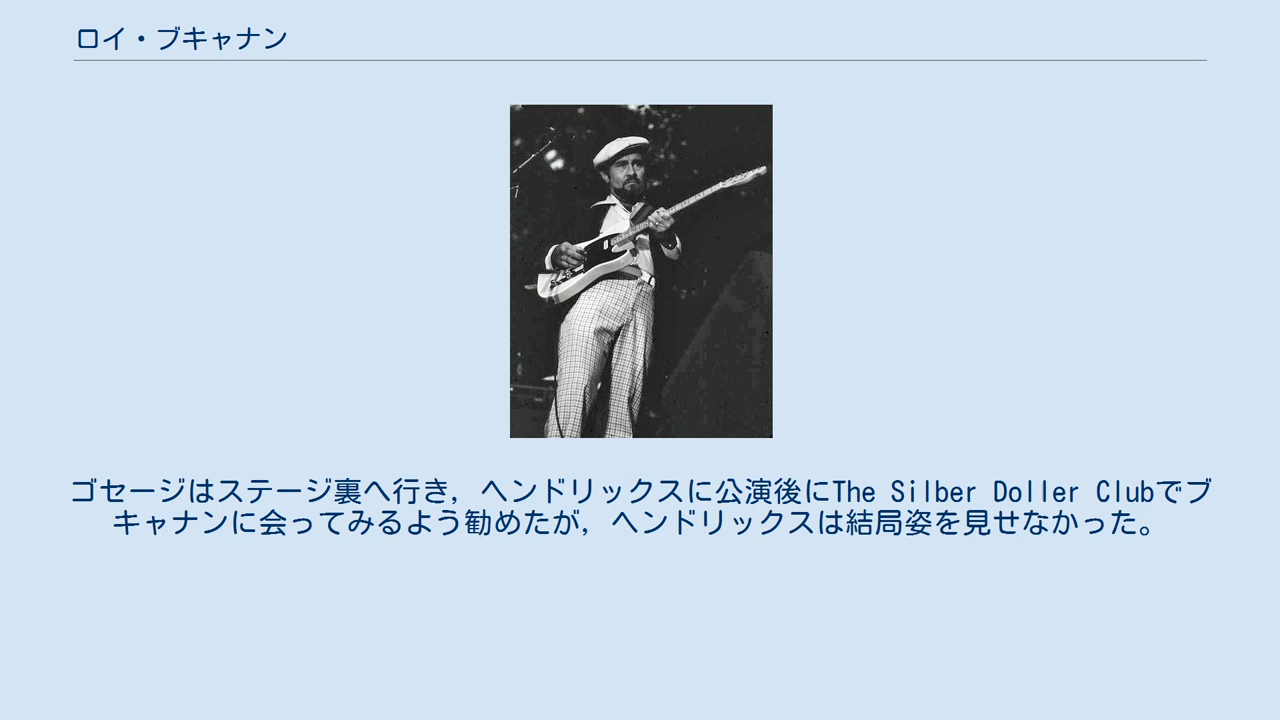 ロイ・ブキャナン
ゴセージはステージ裏へ行き，ヘンドリックスに公演後にThe Silber Doller Clubでブ
キャナンに会ってみるよう勧めたが，ヘンドリックスは結局姿を見せなかった。